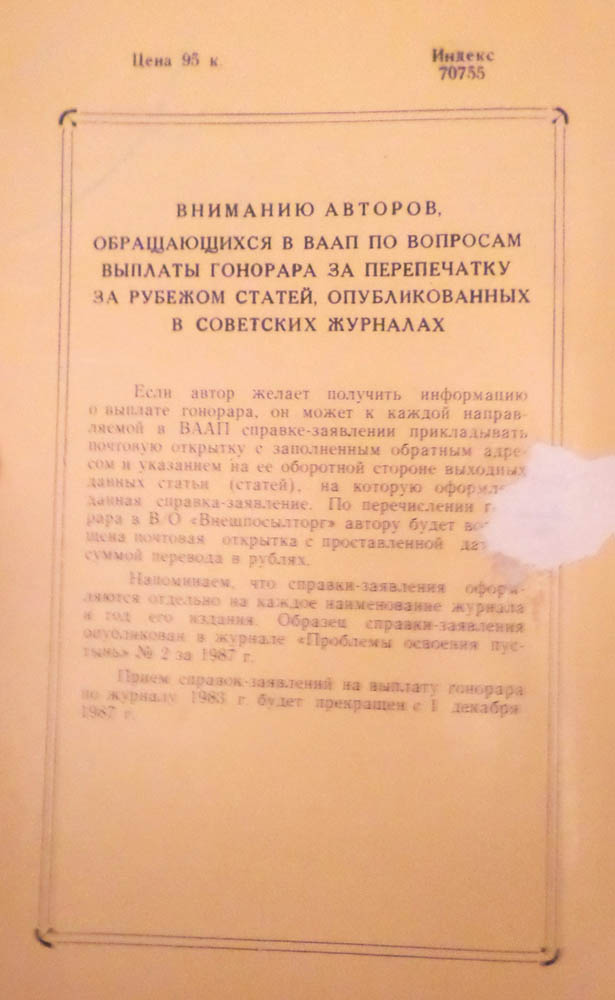 Цена 95 к.
Индекс
70755
ВНИМАНИЮ АВТОРОВ,
ОБРАЩАЮЩИХСЯ В ВААП ПО ВОПРОСАМ
ВЫПЛАТЫ ГОНОРАРА ЗА ПЕРЕПЕЧАТКУ
ЗА РУБЕЖОМ СТАТЕЙ, ОПУБЛИКОВАННЫХ
В СОВЕТСКИХ ЖУРНАЛАХ
Если автор желает получить информацию
о выплате гонорара, он может к каждой направ-
ляемой в ВААП справке-заявлении прикладывать
почтовую открытку с заполненным обратным адре-
сом и указанием на ее оборотной стороне выходных
данных статьи (статей), на которую
данная справка-заявление. По перечислении
рара в В/О «Внешпосылторг» автору будет
щена почтовая открытка с проставленной
суммой перевода в рублях.
Напоминаем, что справки-заявления оформ-
ляются отдельно на каждое наименование журнала
и год его издания. Образец справки-заявления
опубликован в журнале «Проблемы освоения пус-
тынь» № 2 за 1987 г.
Прием справок-заявлений на выплату гонорара
по журналу 1983 г. будет прекращен с 1 декабря
1987 г.